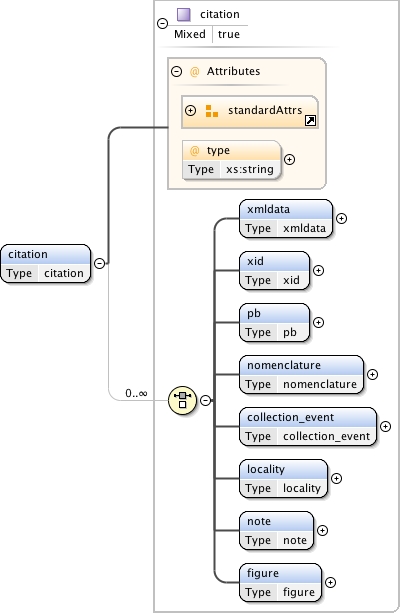 citation
Mixed true
@ Attributes
standardAttrs
@ type
Type xs:string
citation
Type citation
0..∞
xmldata
Type xmldata
xid
Type xid
pb
Type pb
nomenclature
Type nomenclature
collection_event
Type collection_event
locality
Type locality
note
Type note
figure
Type figure